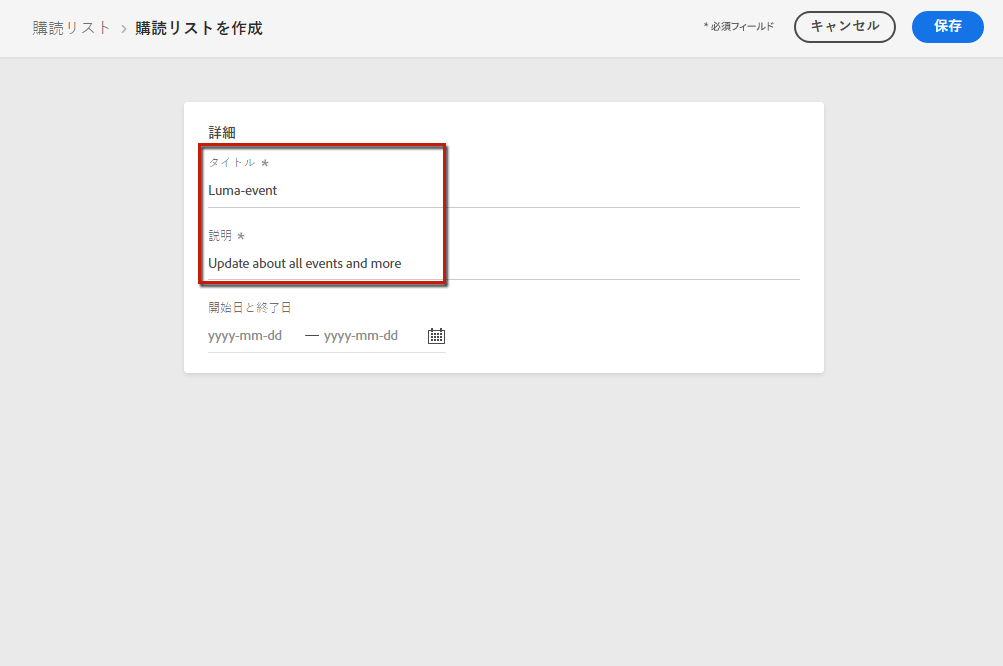 購読リスト > 購読リストを作成
* 必須フィールド
キャンセル
保存
詳細
タイトル *
Luma-event
説明 *
Update about all events and more
開始日と終了日
yyyy-mm-dd — yyyy-mm-dd